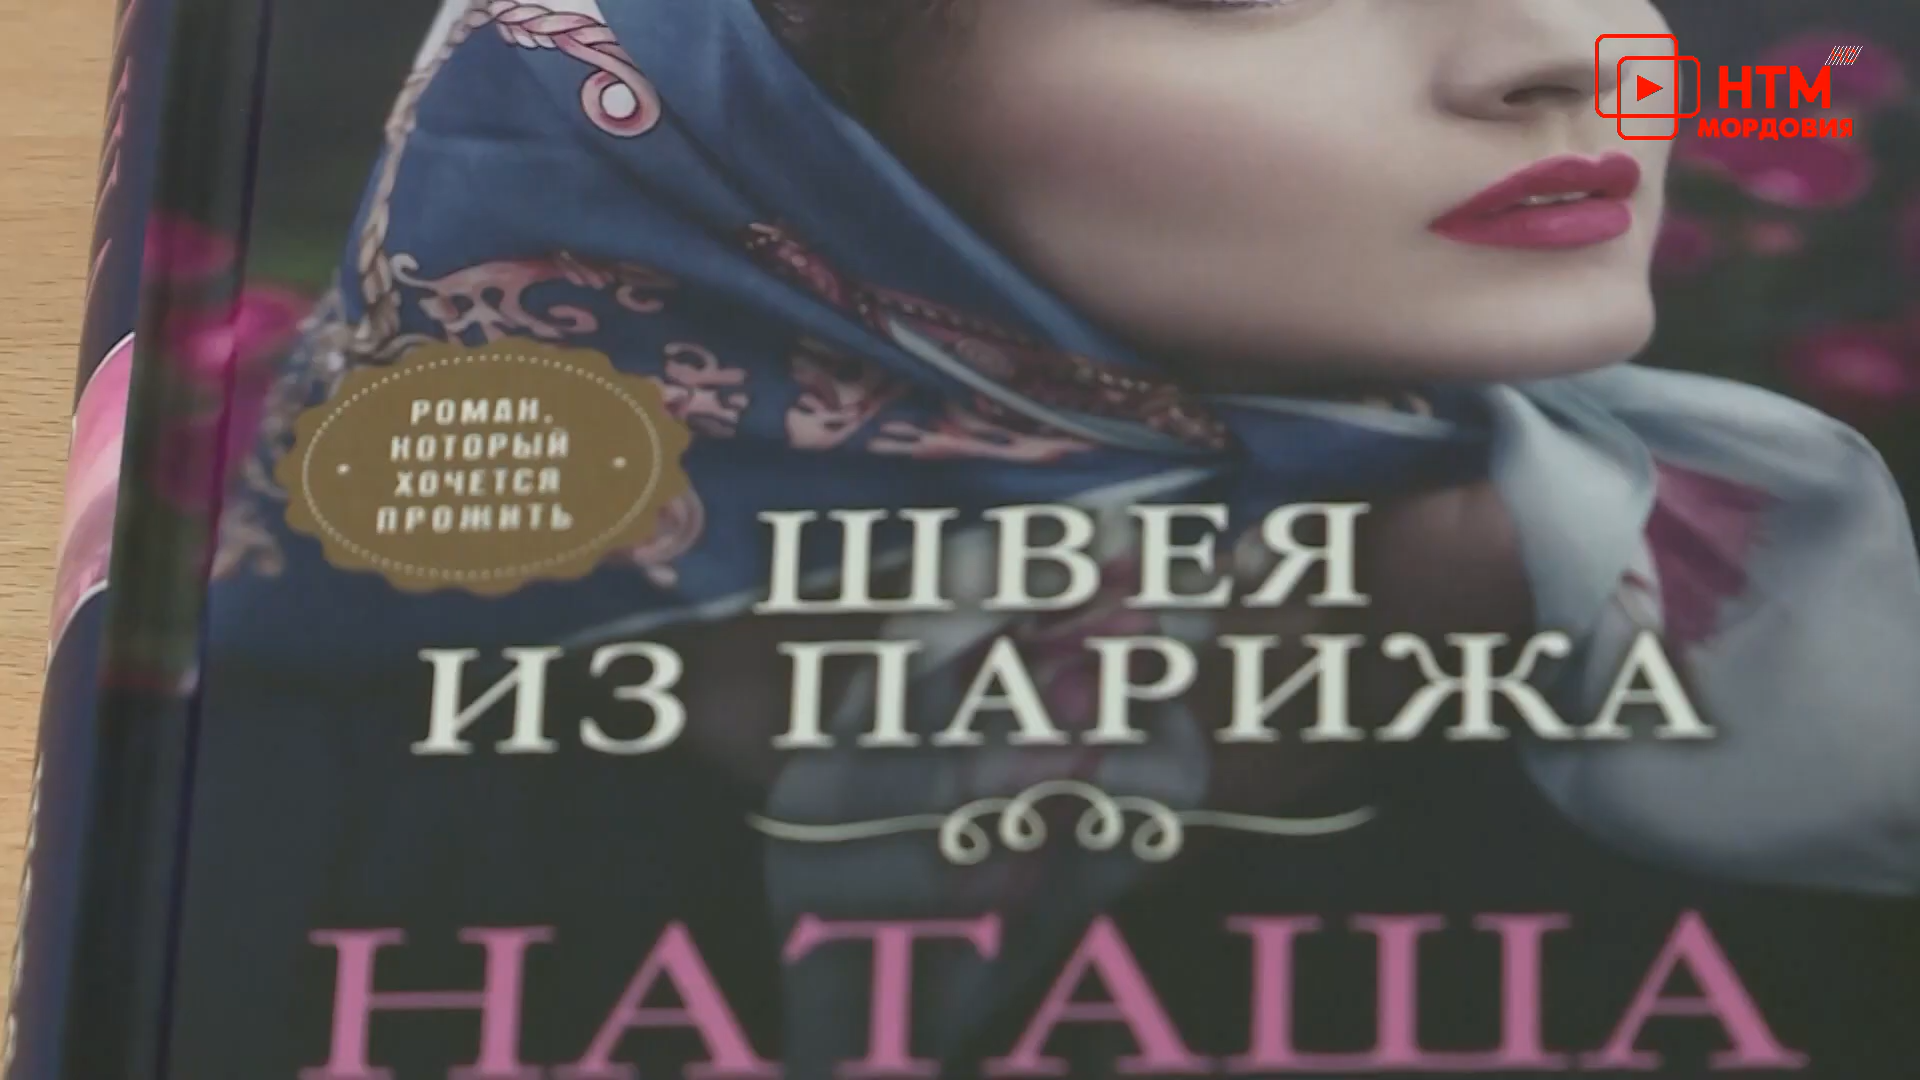 НТМ
МОРДОВИЯ
РОМАН,
КОТОРЫЙ
ХОЧЕТСЯ
ПРОЖИТЬ
ШВЕЯ
ИЗ ПАРИЖА
НАТАША